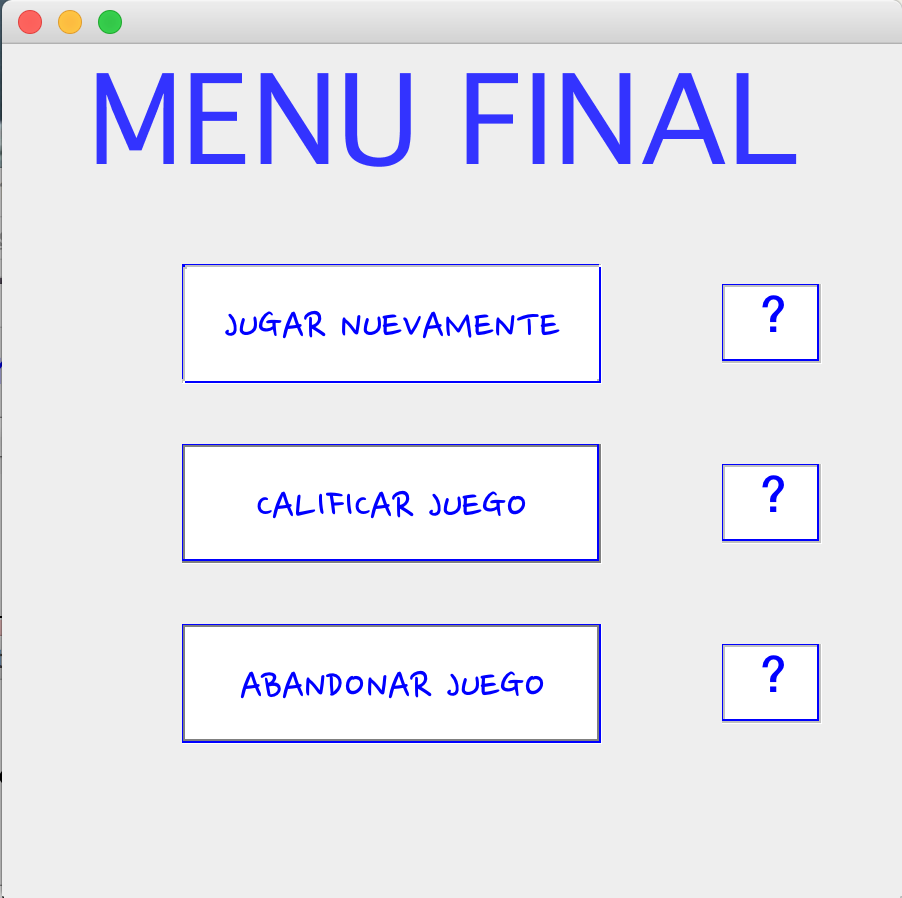 MENU FINAL
JUGAR NUEVAMENTE
?
CALIFICAR JUEGO
?
ABANDONAR JUEGO
?